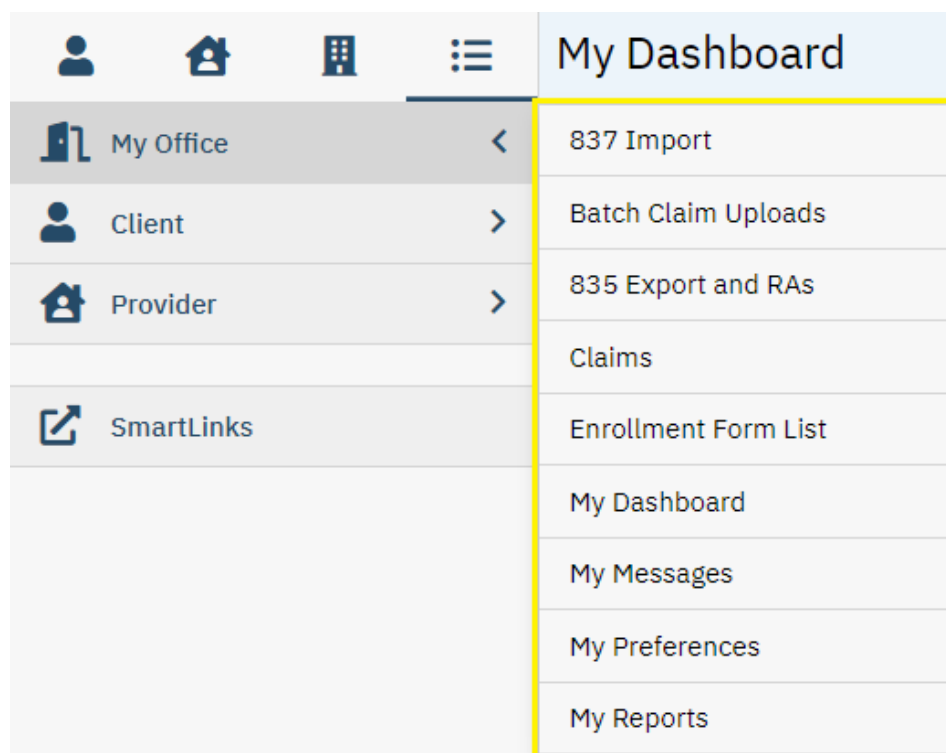 My Dashboard
My Office
Client
Provider
SmartLinks
837 Import
Batch Claim Uploads
835 Export and RAs
Claims
Enrollment Form List
My Dashboard
My Messages
My Preferences
My Reports